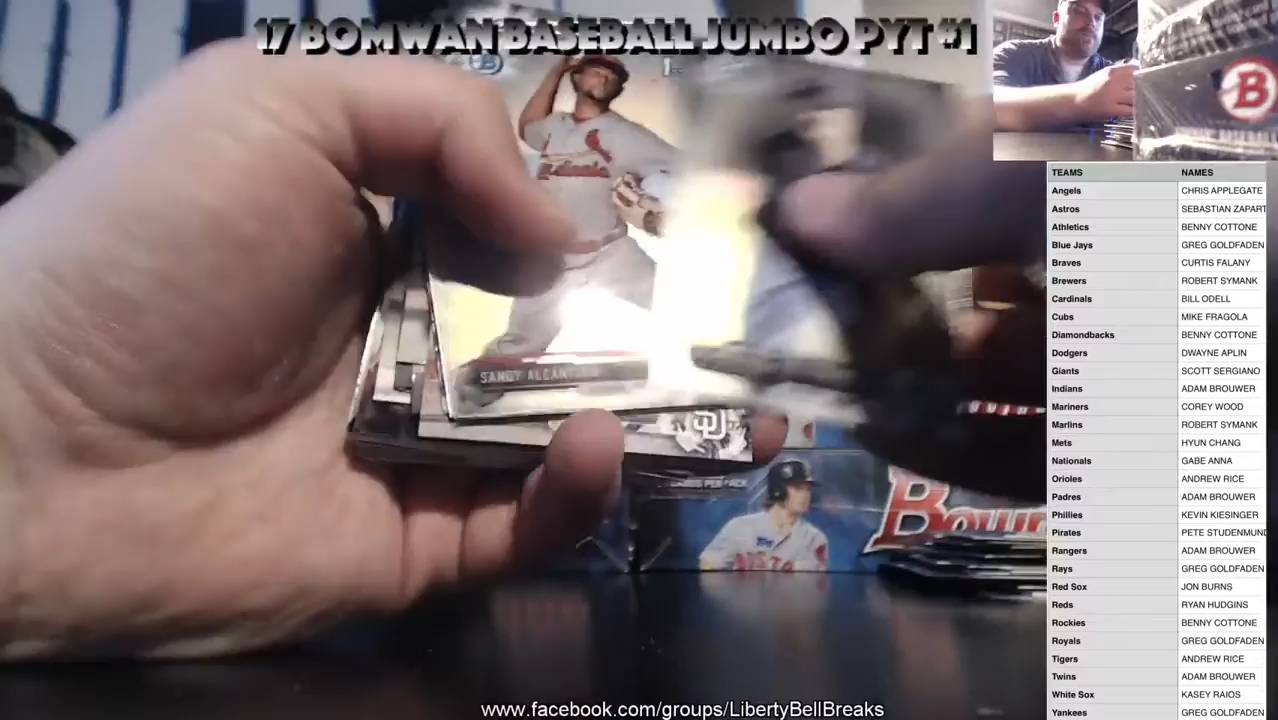 17 BOMWAN BASEBALL JUMBO PYT #1
B
Cardinals
SANDY ALCANTARA
SD
CARDS PER PACK
BOSTON
TEAMS NAMES
Angels CHRIS APPLEGATE
Astros SEBASTIAN ZAPART
Athletics BENNY COTTONE
Blue Jays GREG GOLDFADEN
Braves CURTIS FALANY
Brewers ROBERT SYMANK
Cardinals BILL ODELL
Cubs MIKE FRAGOLA
Diamondbacks BENNY COTTONE
Dodgers DWAYNE APLIN
Giants SCOTT SERGIANO
Indians ADAM BROUWER
Mariners COREY WOOD
Marlins ROBERT SYMANK
Mets HYUN CHANG
Nationals GABE ANNA
Orioles ANDREW RICE
Padres ADAM BROUWER
Phillies KEVIN KIESINGER
Pirates PETE STUDENMUND
Rangers ADAM BROUWER
Rays GREG GOLDFADEN
Red Sox JON BURNS
Reds RYAN HUDGINS
Rockies BENNY COTTONE
Royals GREG GOLDFADEN
Tigers ANDREW RICE
Twins ADAM BROUWER
White Sox KASEY RAIOS
Yankees GREG GOLDFADEN
www.facebook.com/groups/LibertyBellBreaks